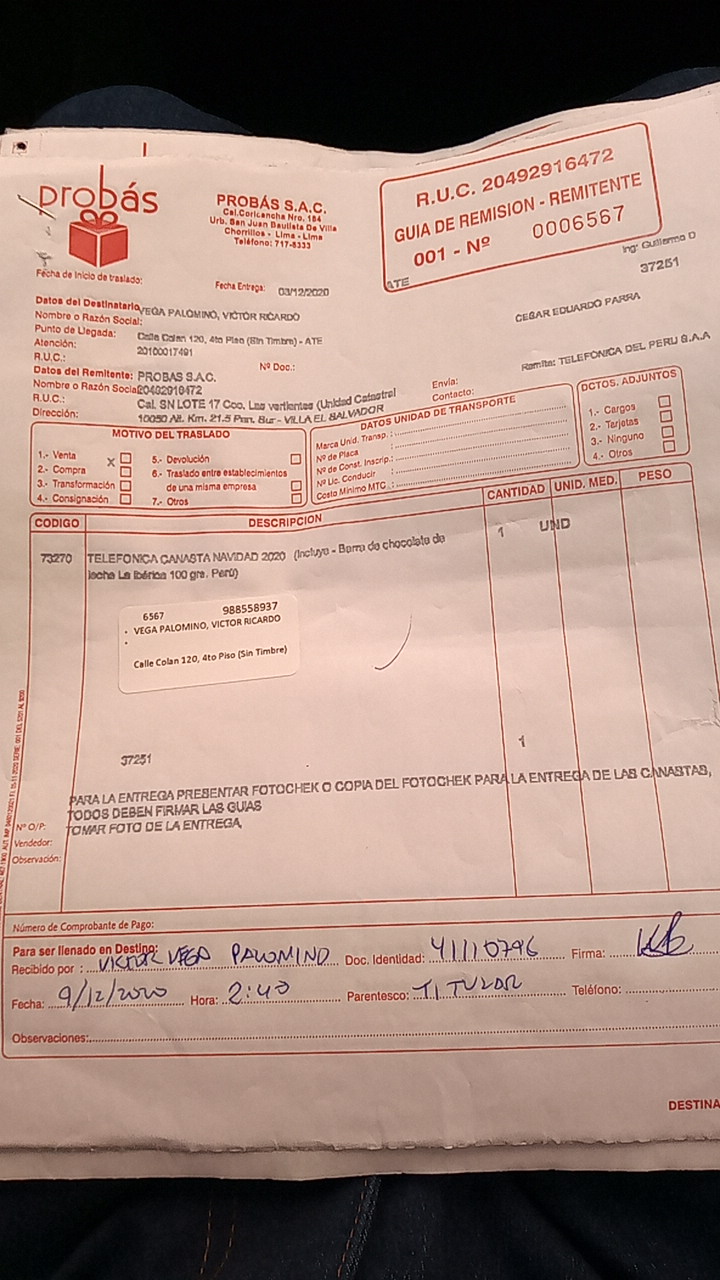 probás
PROBÁS S.A.C.
Cal.Coricancha Nro. 184
Urb. San Juan Bautista De Villa
Chorrillos - Lima - Lima
Teléfono: 717-8333
R.U.C. 20492916472
GUIA DE REMISION - REMITENTE
001 - Nº 0006567
Fecha de Inicio de traslado:
Fecha Entrega: 03/12/2020
ATE
Ing: Guillermo D
37251
Datos del Destinatario
Nombre o Razón Social: VEGA PALOMINO, VICTOR RICARDO
CESAR EDUARDO PARRA
Punto de Llegada: Calle Colan 120, 4to Piso (Sin Timbre) - ATE
Atención:
R.U.C.: 20100017491
Nº Doc.:
Remite: TELEFONICA DEL PERU S.A.A
Datos del Remitente: PROBAS S.A.C.
Nombre o Razón Social: 20492916472
R.U.C.: Cal. SN LOTE 17 Coo. Las vertientes (Unidad Catastral
Dirección: 10050 Alt. Km. 21.5 Pan. Sur - VILLA EL SALVADOR
Envia:
Contacto:
MOTIVO DEL TRASLADO
1.- Venta X
2.- Compra
3.- Transformación
4.- Consignación
5.- Devolución
6.- Traslado entre establecimientos
de una misma empresa
7.- Otros
DATOS UNIDAD DE TRANSPORTE
Marca Unid. Transp. :
Nº de Placa :
Nº de Const. Inscrip.:
Nº Lic. Conducir :
Costo Mínimo MTC :
DCTOS. ADJUNTOS
1.- Cargos
2.- Tarjetas
3.- Ninguno
4.- Otros
CODIGO DESCRIPCION CANTIDAD UNID. MED. PESO
73270 TELEFONICA CANASTA NAVIDAD 2020 (Incluye - Barra de chocolate de 1 UND
leche La Ibérica 100 grs. Perú)
6567 988558937
VEGA PALOMINO, VICTOR RICARDO
Calle Colan 120, 4to Piso (Sin Timbre)
37251 1
PARA LA ENTREGA PRESENTAR FOTOCHEK O COPIA DEL FOTOCHEK PARA LA ENTREGA DE LAS CANASTAS,
TODOS DEBEN FIRMAR LAS GUIAS
Nº O/P: TOMAR FOTO DE LA ENTREGA,
Vendedor:
Observación:
Número de Comprobante de Pago:
Para ser llenado en Destino:
Recibido por : VICTOR VEGA PALOMINO Doc. Identidad: 41110796 Firma:
Fecha: 9/12/2020 Hora: 2:40 Parentesco: TITULAR Teléfono:
Observaciones:
DESTINA